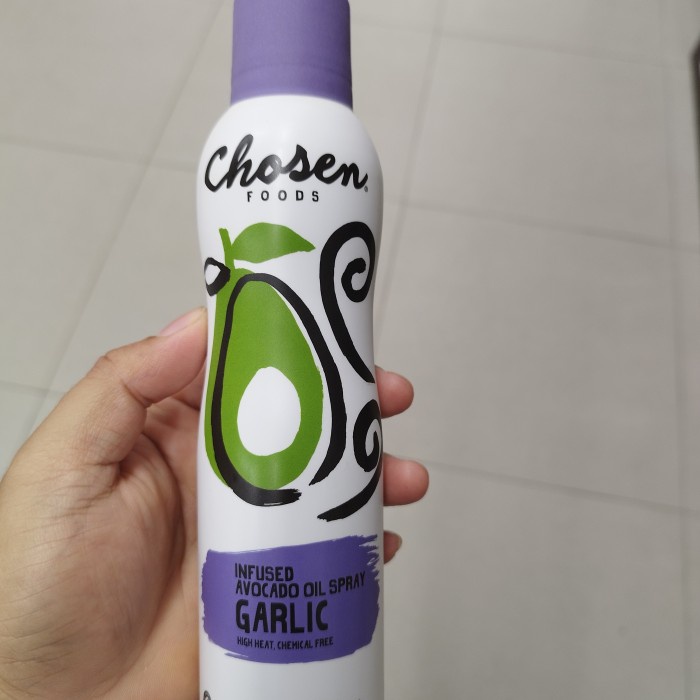 Chosen®
FOODS
INFUSED
AVOCADO OIL SPRAY
GARLIC
HIGH HEAT, CHEMICAL FREE